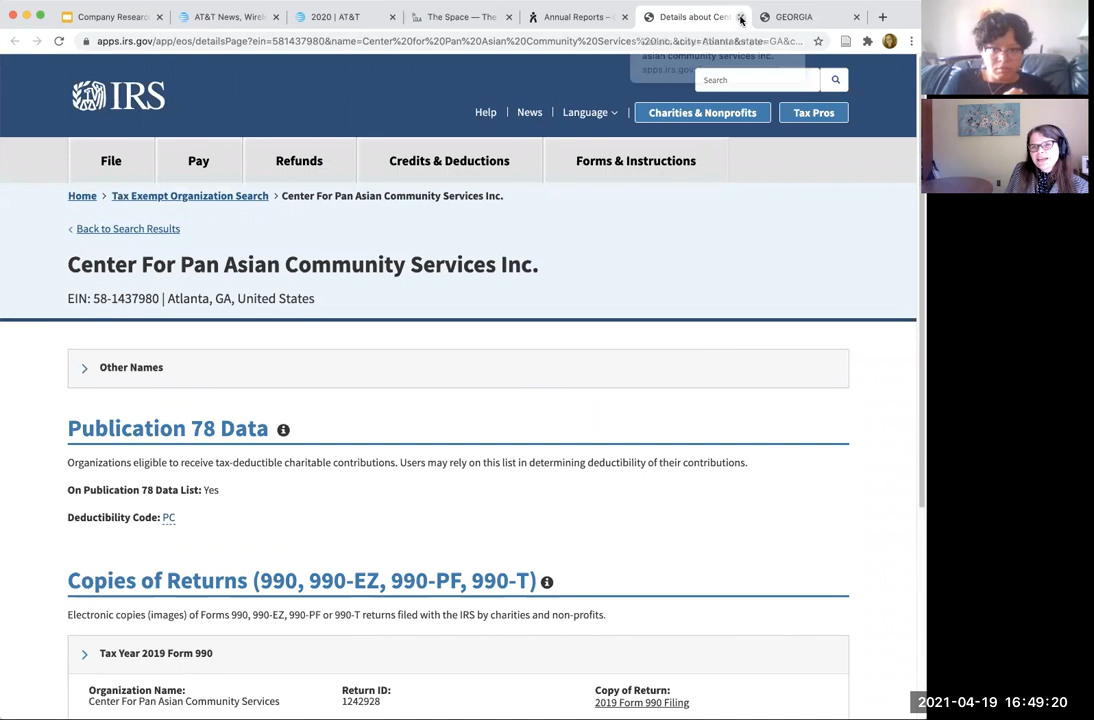 Company Researc
AT&T News, Wirel
2020 | AT&T
The Space — The
Annual Reports –
Details about Cent
GEORGIA
apps.irs.gov/app/eos/detailsPage?ein=581437980&name=Center%20for%20Pan%20Asian%20Community%20Services%20Inc.&city=Atlanta&state=GA&c...
asian community services inc.
apps.irs.gov
IRS
Search
Help
News
Language
Charities & Nonprofits
Tax Pros
File
Pay
Refunds
Credits & Deductions
Forms & Instructions
Home > Tax Exempt Organization Search > Center For Pan Asian Community Services Inc.
‹ Back to Search Results
Center For Pan Asian Community Services Inc.
EIN: 58-1437980 | Atlanta, GA, United States
Other Names
Publication 78 Data
Organizations eligible to receive tax-deductible charitable contributions. Users may rely on this list in determining deductibility of their contributions.
On Publication 78 Data List: Yes
Deductibility Code: PC
Copies of Returns (990, 990-EZ, 990-PF, 990-T)
Electronic copies (images) of Forms 990, 990-EZ, 990-PF or 990-T returns filed with the IRS by charities and non-profits.
Tax Year 2019 Form 990
Organization Name:
Center For Pan Asian Community Services
Return ID:
1242928
Copy of Return:
2019 Form 990 Filing
2021-04-19 16:49:20